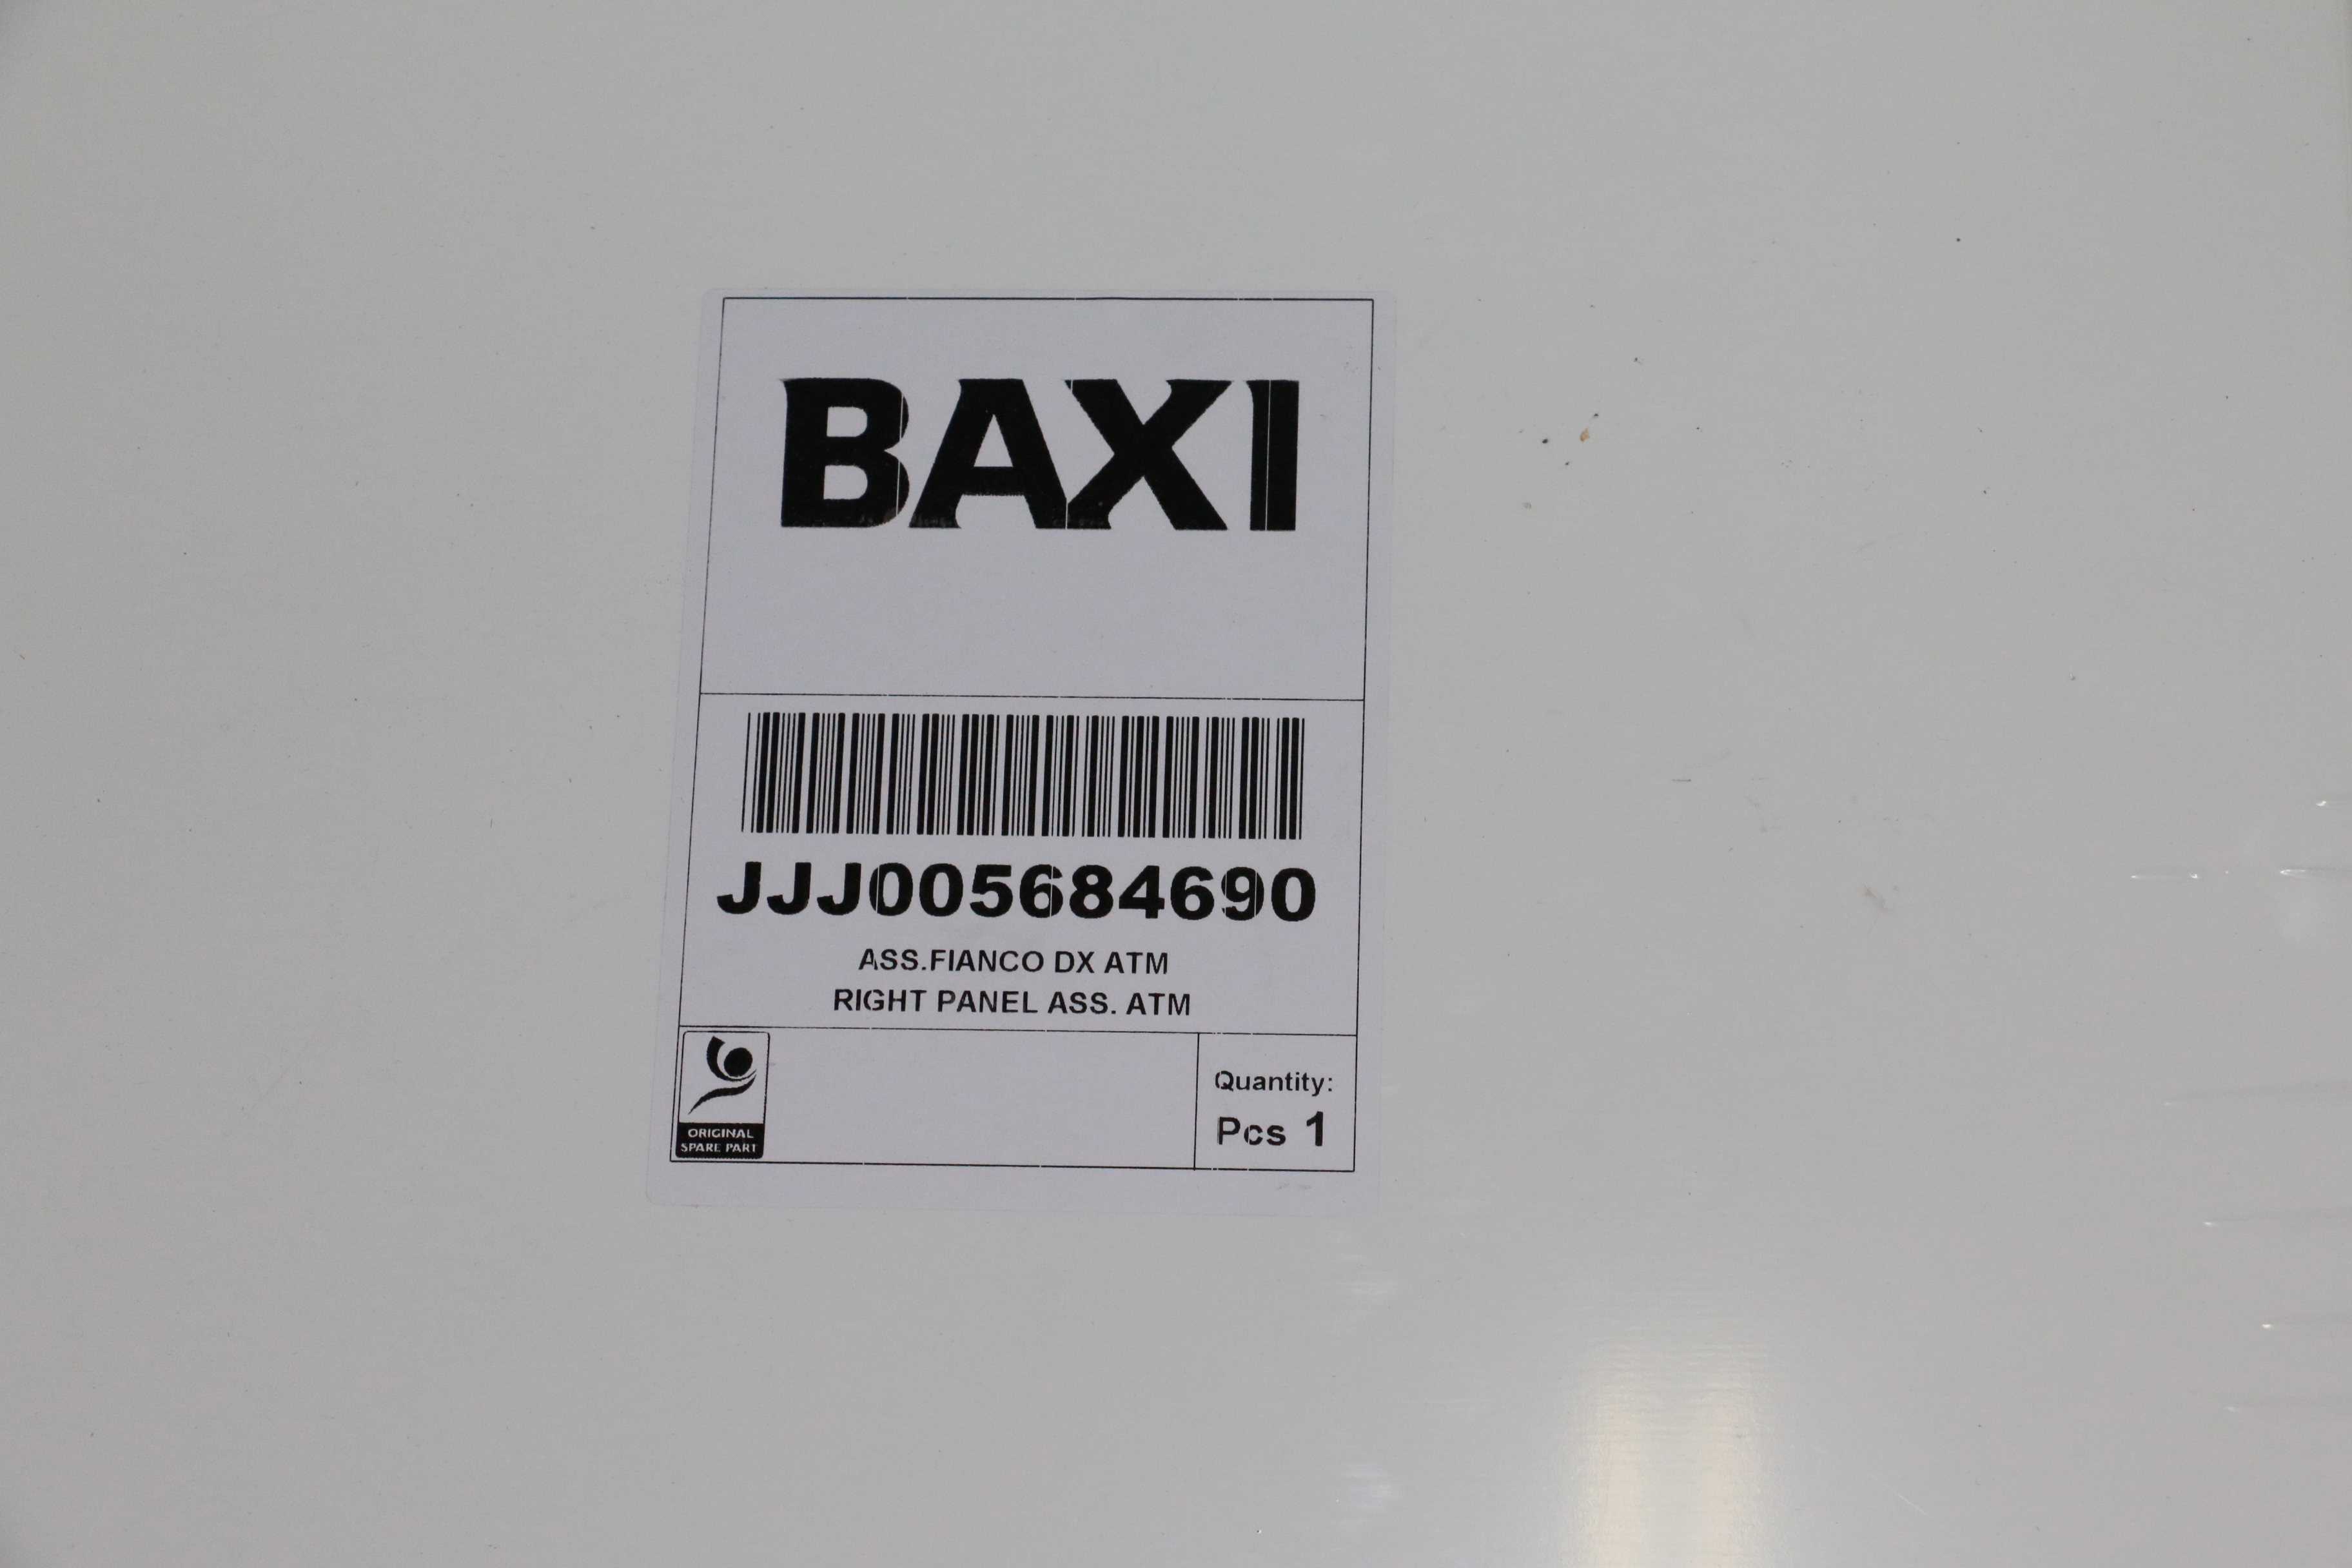 BAXI
JJJ005684690
ASS.FIANCO DX ATM
RIGHT PANEL ASS. ATM
ORIGINAL
SPARE PART
Quantity:
Pcs 1